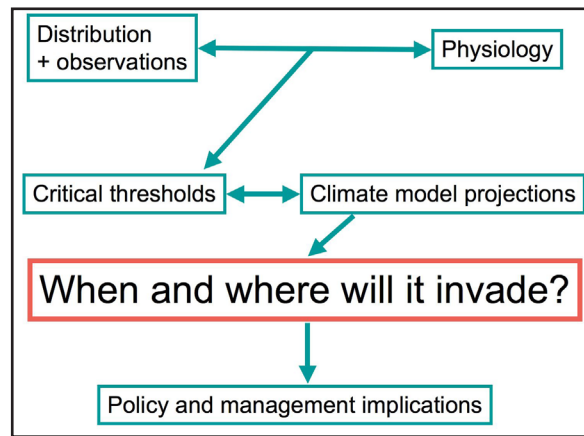 Distribution
+ observations
Physiology
Critical thresholds
Climate model projections
When and where will it invade?
Policy and management implications